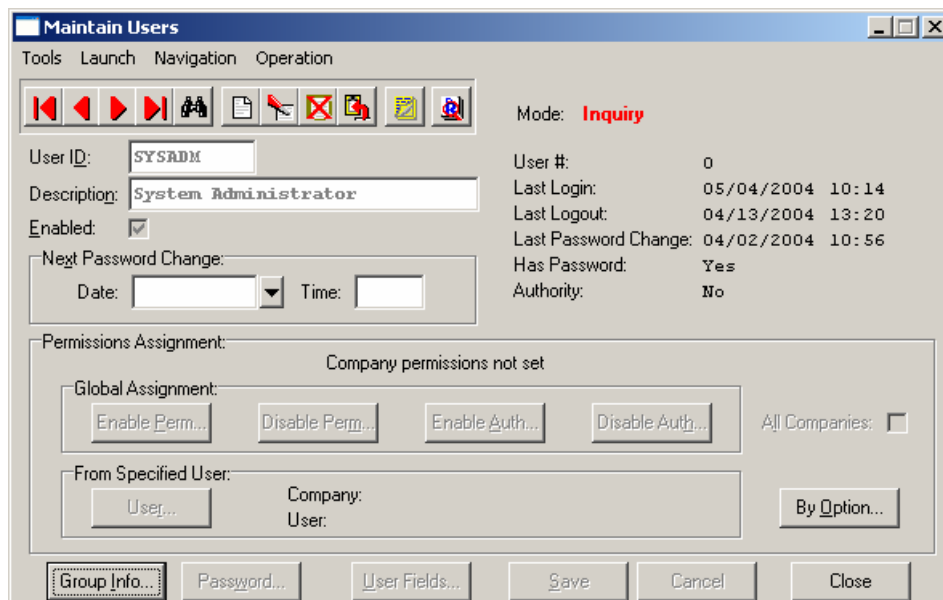 Maintain Users
Tools Launch Navigation Operation
Mode: Inquiry
User ID: SYSADM
Description: System Administrator
Enabled:
Next Password Change:
Date: Time:
User #: 0
Last Login: 05/04/2004 10:14
Last Logout: 04/13/2004 13:20
Last Password Change: 04/02/2004 10:56
Has Password: Yes
Authority: No
Permissions Assignment:
Company permissions not set
Global Assignment:
Enable Perm... Disable Perm... Enable Auth... Disable Auth... All Companies:
From Specified User:
User... Company:
User:
By Option...
Group Info... Password... User Fields... Save Cancel Close